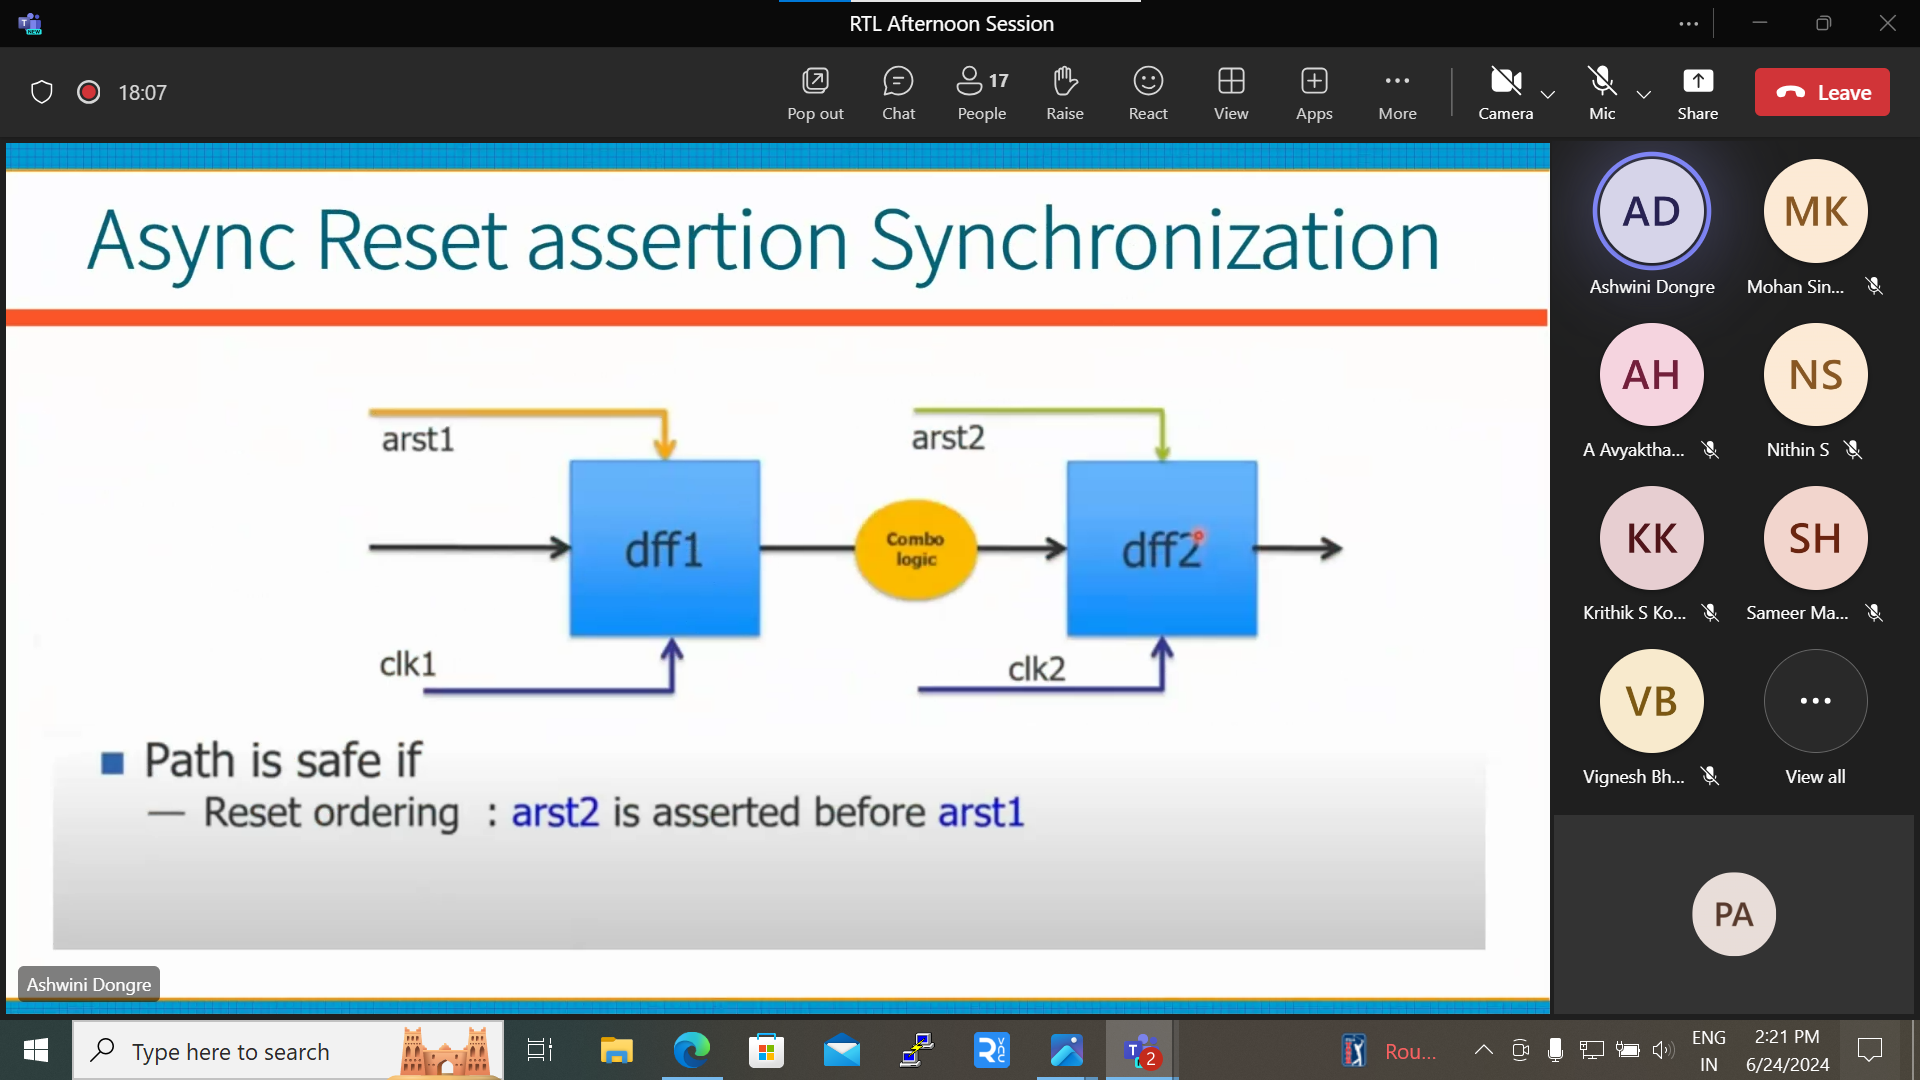 RTL Afternoon Session
18:07
Pop out
Chat
17
People
Raise
React
View
Apps
More
Camera
Mic
Share
Leave
Async Reset assertion Synchronization
arst1
arst2
dff1
Combo
logic
dff2
clk1
clk2
Path is safe if
— Reset ordering : arst2 is asserted before arst1
Ashwini Dongre
AD
Ashwini Dongre
MK
Mohan Sin...
AH
A Avyaktha...
NS
Nithin S
KK
Krithik S Ko...
SH
Sameer Ma...
VB
Vignesh Bh...
...
View all
PA
Type here to search
2
Rou...
ENG
IN
2:21 PM
6/24/2024